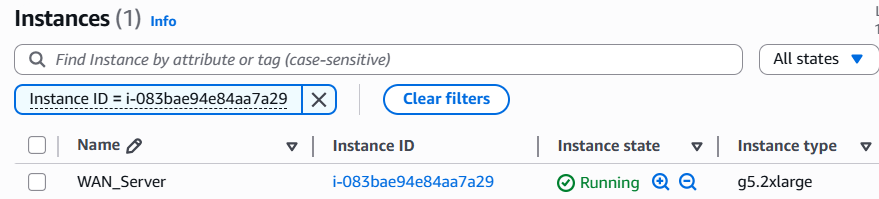 Instances (1) Info
Find Instance by attribute or tag (case-sensitive)
All states
Instance ID = i-083bae94e84aa7a29
Clear filters
Name Instance ID Instance state Instance type
WAN_Server i-083bae94e84aa7a29 Running g5.2xlarge